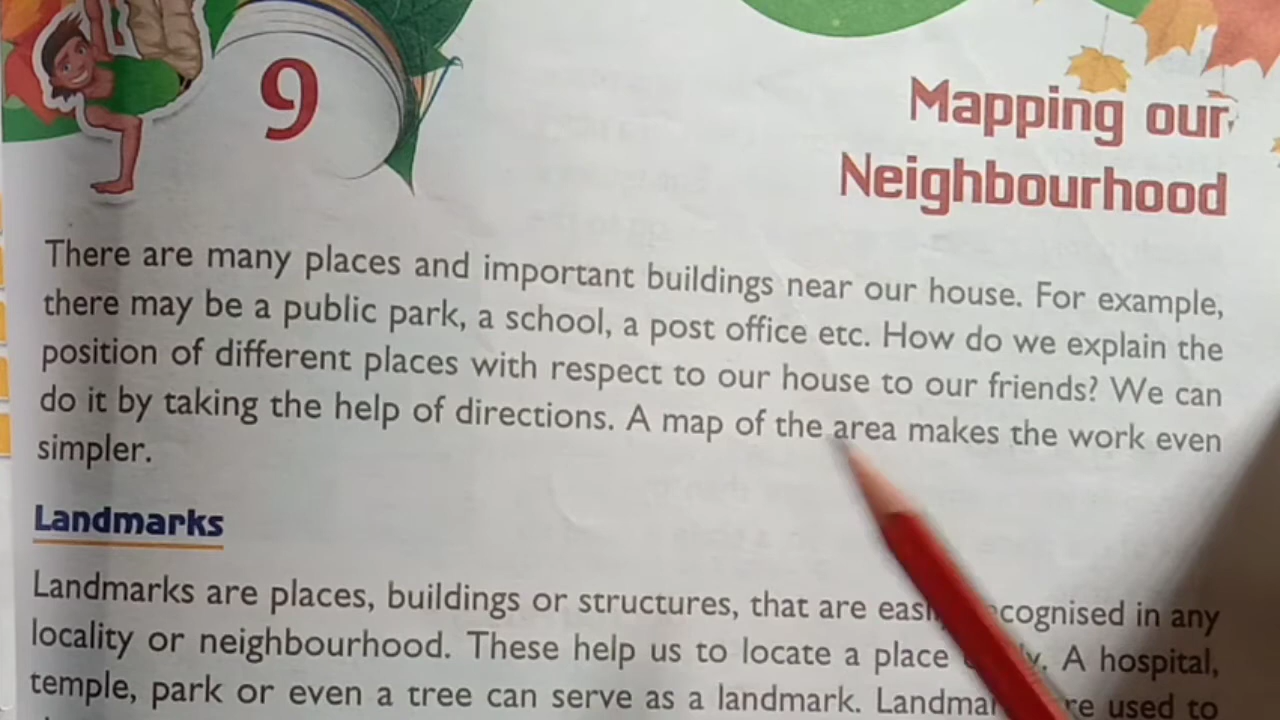 9
Mapping our
Neighbourhood
There are many places and important buildings near our house. For example,
there may be a public park, a school, a post office etc. How do we explain the
position of different places with respect to our house to our friends? We can
do it by taking the help of directions. A map of the area makes the work even
simpler.
Landmarks
Landmarks are places, buildings or structures, that are in any
locality or neighbourhood. These help us to locate a place A hospital,
temple, park or even a tree can serve as a landmark. used to